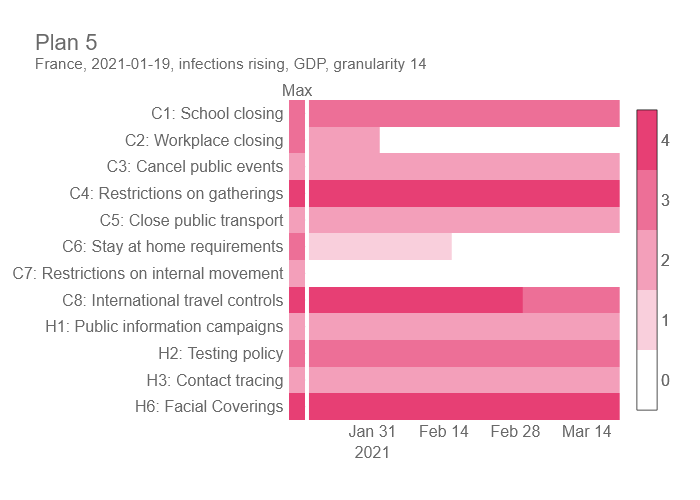 Plan 5
France, 2021-01-19, infections rising, GDP, granularity 14
Max
C1: School closing
C2: Workplace closing
C3: Cancel public events
C4: Restrictions on gatherings
C5: Close public transport
C6: Stay at home requirements
C7: Restrictions on internal movement
C8: International travel controls
H1: Public information campaigns
H2: Testing policy
H3: Contact tracing
H6: Facial Coverings
Jan 31 Feb 14 Feb 28 Mar 14
2021
4
3
2
1
0